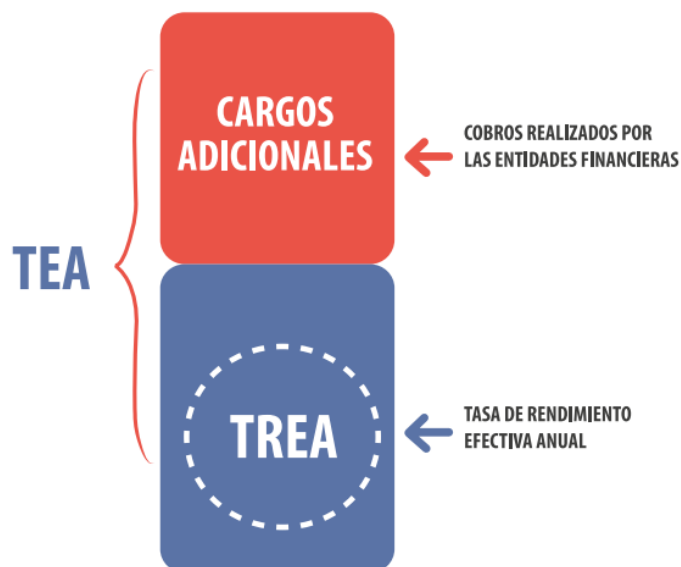 CARGOS
ADICIONALES
COBROS REALIZADOS POR
LAS ENTIDADES FINANCIERAS
TEA
TREA
TASA DE RENDIMIENTO
EFECTIVA ANUAL